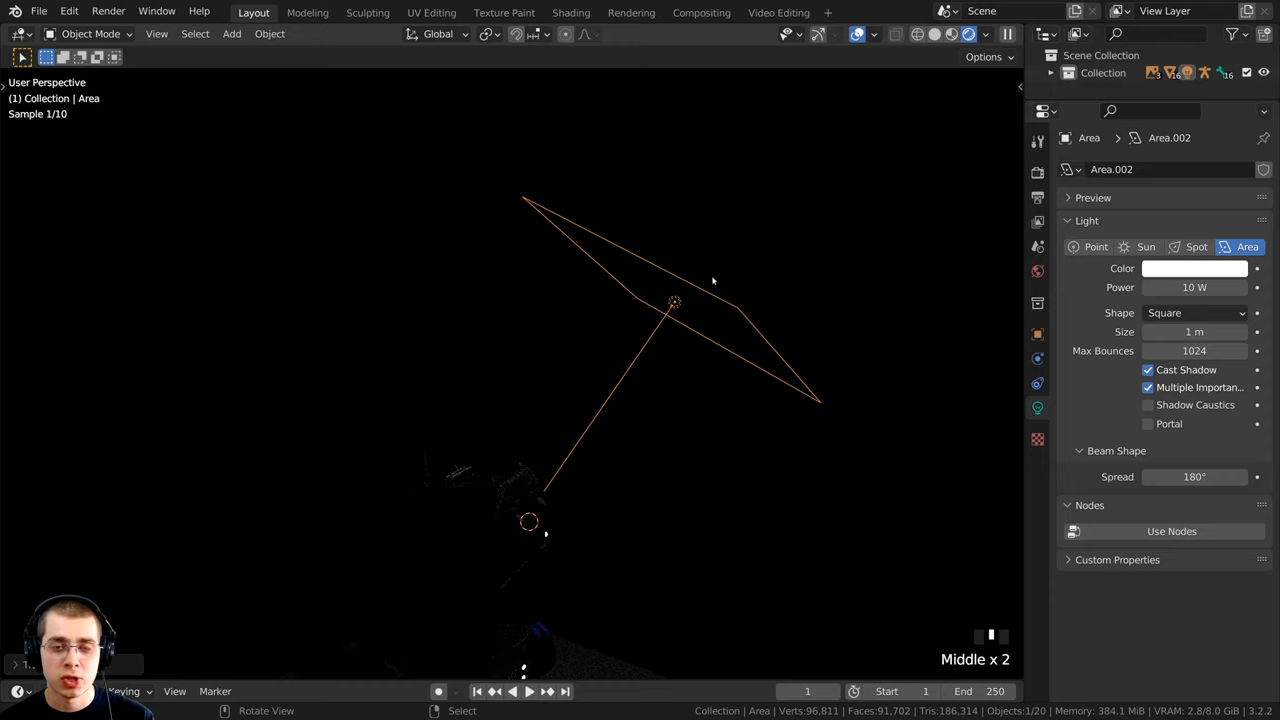 File Edit Render Window Help Layout Modeling Sculpting UV Editing Texture Paint Shading Rendering Compositing Video Editing + Scene View Layer
Object Mode View Select Add Object Global
Options
User Perspective
(1) Collection | Area
Sample 1/10
Scene Collection
Collection 3 16 16
Area > Area.002
Area.002
Preview
Light
Point Sun Spot Area
Color
Power 10 W
Shape Square
Size 1 m
Max Bounces 1024
Cast Shadow
Multiple Importan...
Shadow Caustics
Portal
Beam Shape
Spread 180°
Nodes
Use Nodes
Custom Properties
Middle x 2
Keying View Marker 1 Start 1 End 250
Rotate View Select Collection | Area | Verts:96,811 | Faces:91,702 | Tris:186,314 | Objects:1/20 | Memory: 384.1 MiB | VRAM: 2.8/8.0 GiB | 3.2.2